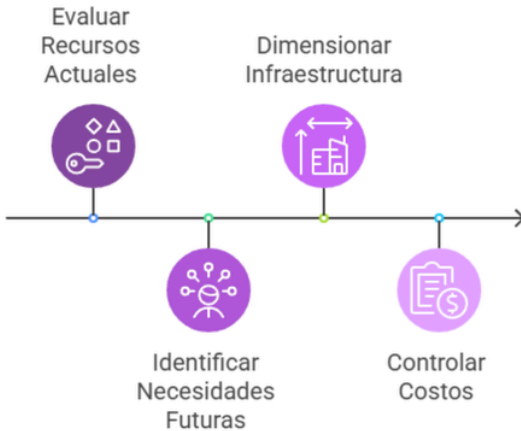 Evaluar
Recursos
Actuales
Dimensionar
Infraestructura
$
Identificar
Necesidades
Futuras
Controlar
Costos